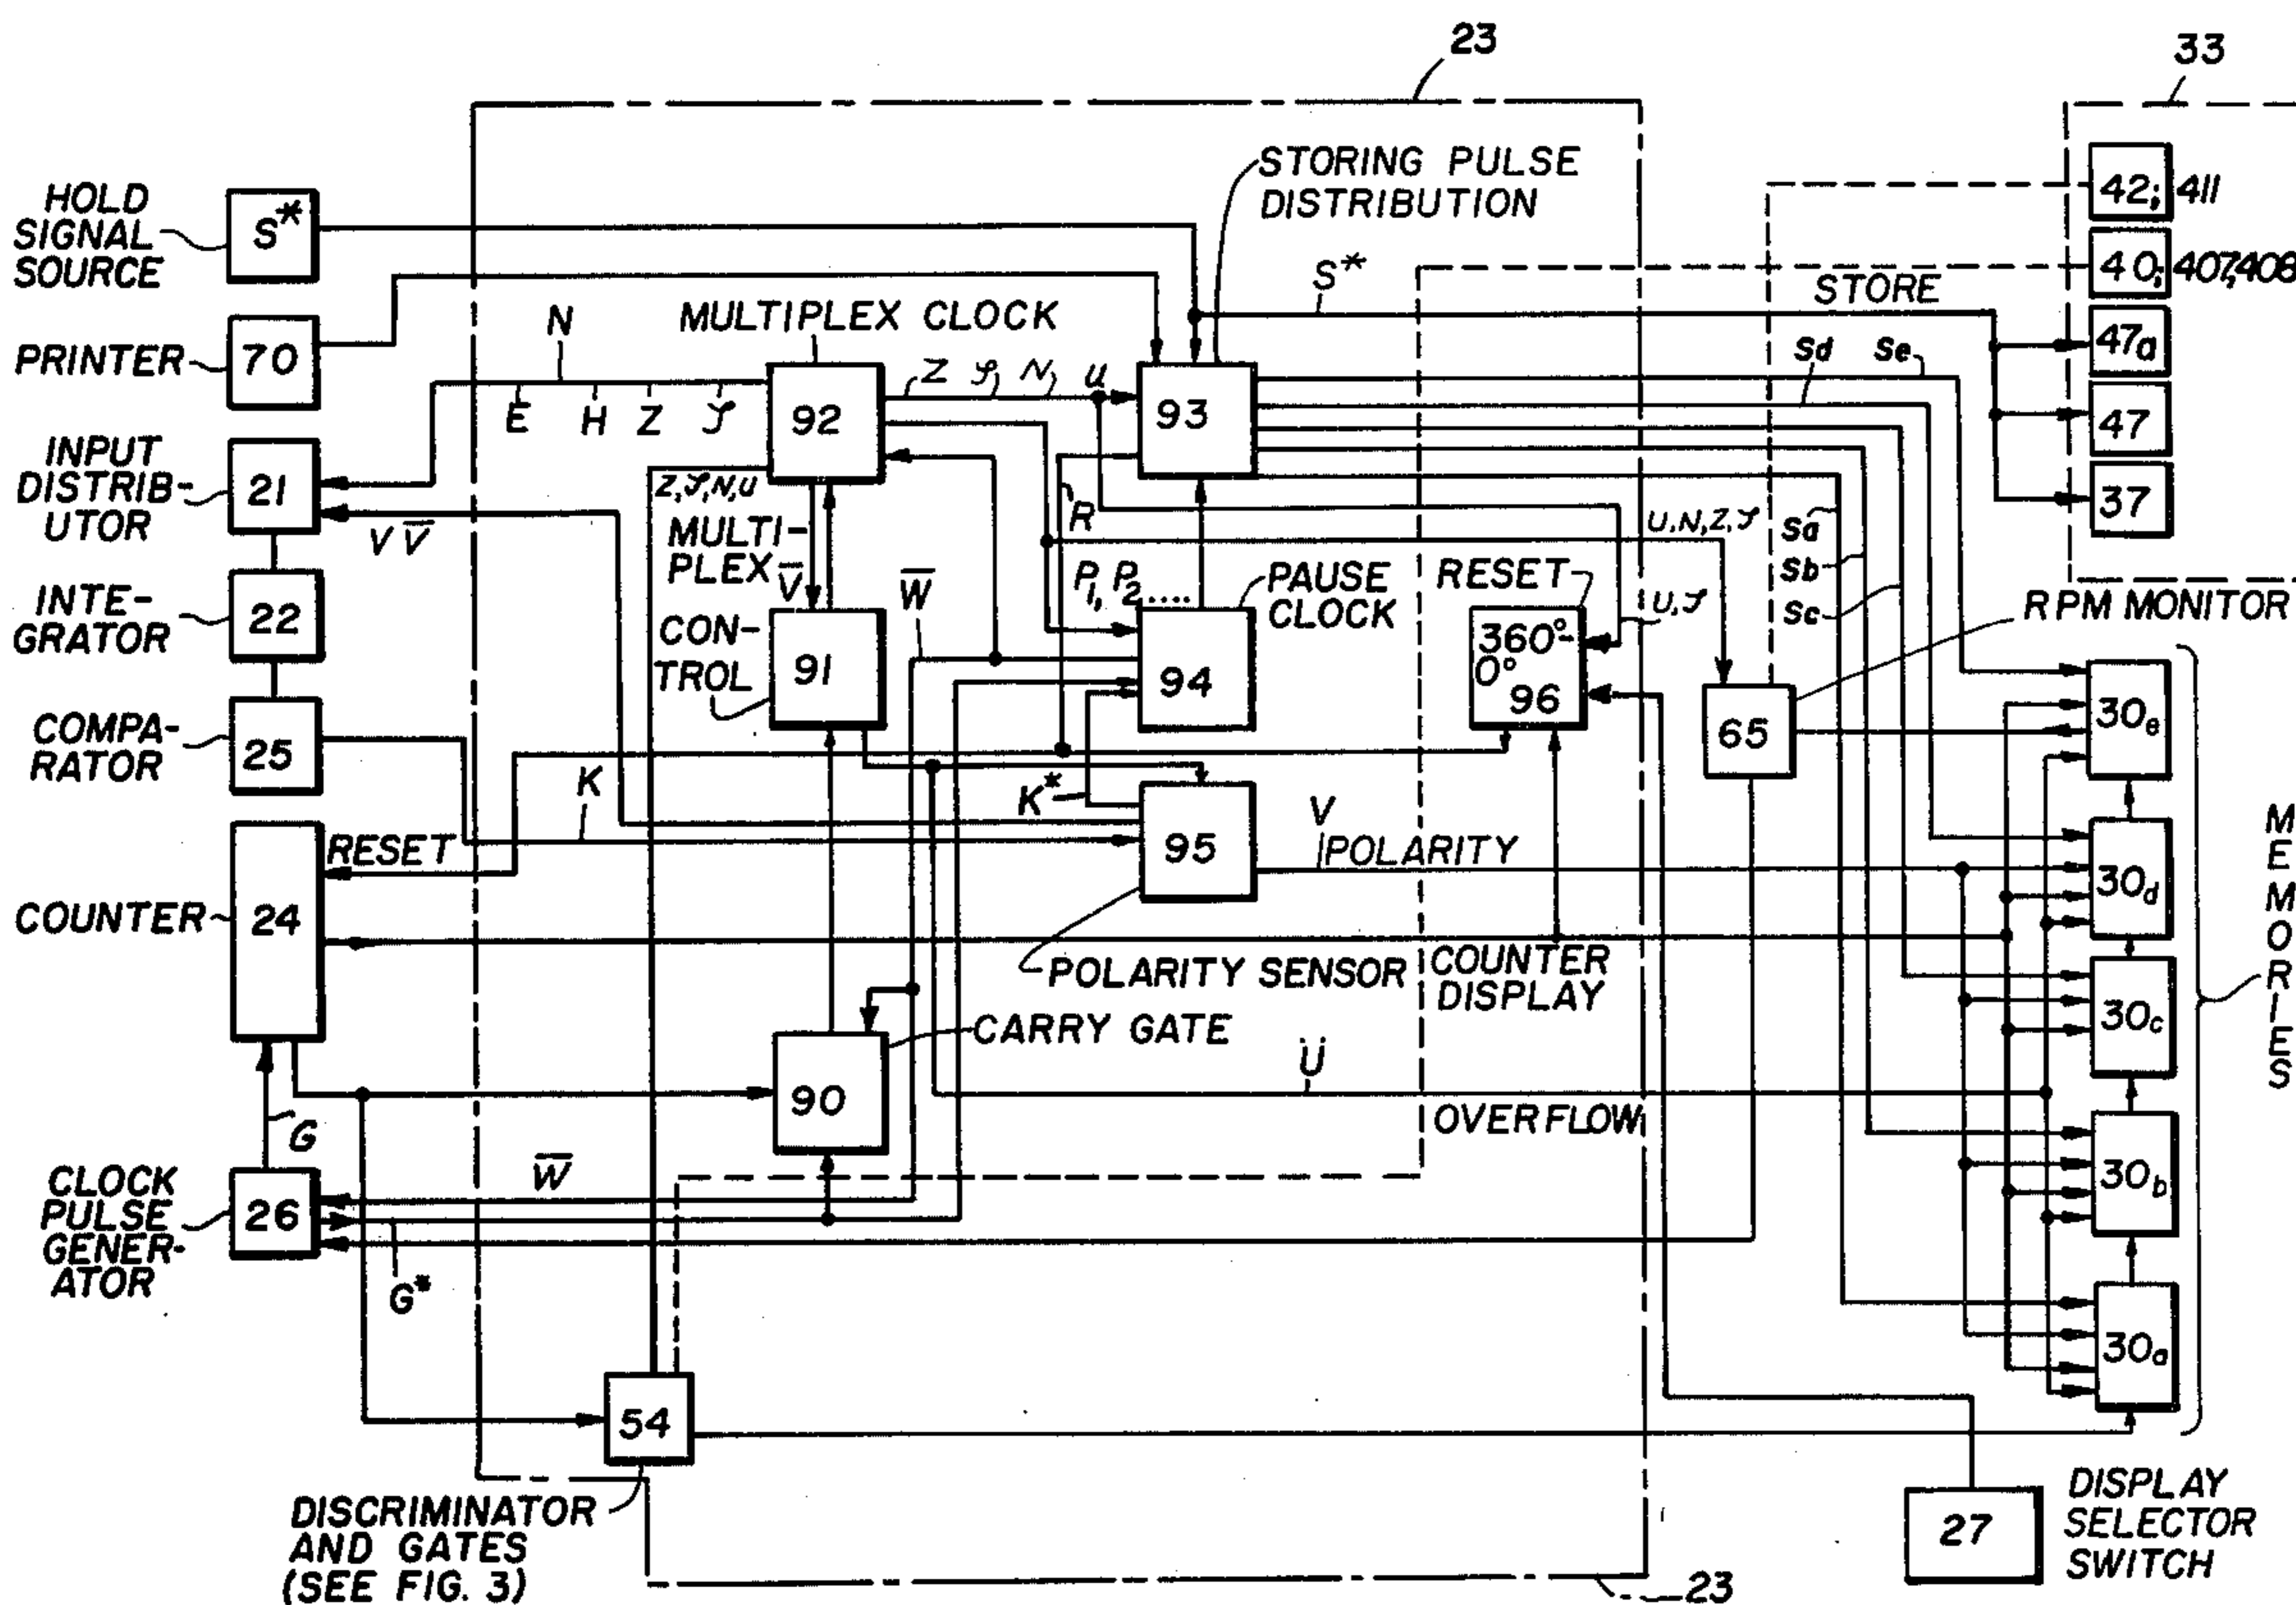 23
33
HOLD
SIGNAL
SOURCE
S*
PRINTER
70
INPUT
DISTRIB-
UTOR
21
INTE-
GRATOR
22
COMPA-
RATOR
25
COUNTER
24
RESET
CLOCK
PULSE
GENER-
ATOR
26
G
G*
W̅
V V̅
K
N
E H Z 𝒥
MULTIPLEX CLOCK
92
Z, 𝒥, N, U
MULTI-
PLEX
V̅
CON-
TROL
91
W̅
90
CARRY GATE
54
DISCRIMINATOR
AND GATES
(SEE FIG. 3)
STORING PULSE
DISTRIBUTION
Z 𝒥, N, U
93
R
P1, P2....
PAUSE
CLOCK
94
K*
95
POLARITY SENSOR
V
POLARITY
RESET
360°-
0°
96
U, 𝒥
COUNTER
DISPLAY
Ü
OVERFLOW
S*
STORE
Sd
Se
U, N, Z, 𝒥
Sa
Sb
Sc
RPM MONITOR
65
42; 411
40; 407, 408
47a
47
37
30e
30d
30c
30b
30a
MEMORIES
27
DISPLAY
SELECTOR
SWITCH
23